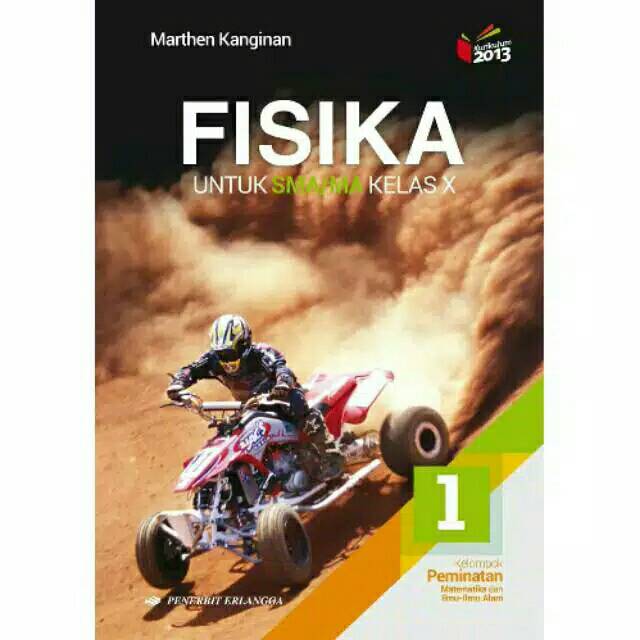 Marthen Kanginan
Kurikulum
2013
FISIKA
UNTUK SMA/MA KELAS X
1
Kelompok
Peminatan
Matematika dan
Ilmu-Ilmu Alam
PENERBIT ERLANGGA